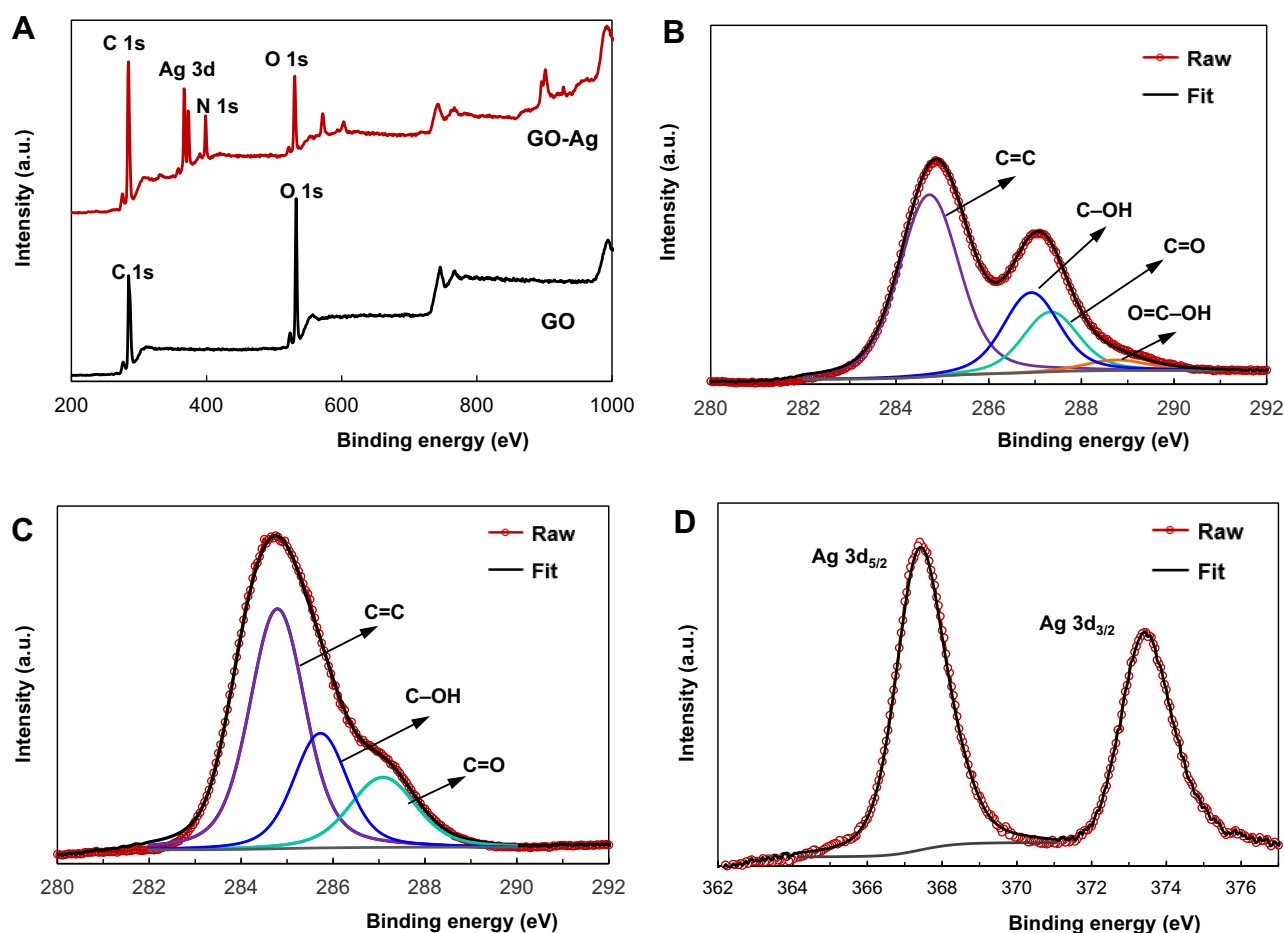 A
C 1s
Ag 3d
N 1s
O 1s
GO-Ag
O 1s
C 1s
GO
Intensity (a.u.)
200 400 600 800 1000
Binding energy (eV)
B
Raw
Fit
C=C
C–OH
C=O
O=C–OH
Intensity (a.u.)
280 282 284 286 288 290 292
Binding energy (eV)
C
Raw
Fit
C=C
C–OH
C=O
Intensity (a.u.)
280 282 284 286 288 290 292
Binding energy (eV)
D
Raw
Fit
Ag 3d5/2
Ag 3d3/2
Intensity (a.u.)
362 364 366 368 370 372 374 376
Binding energy (eV)